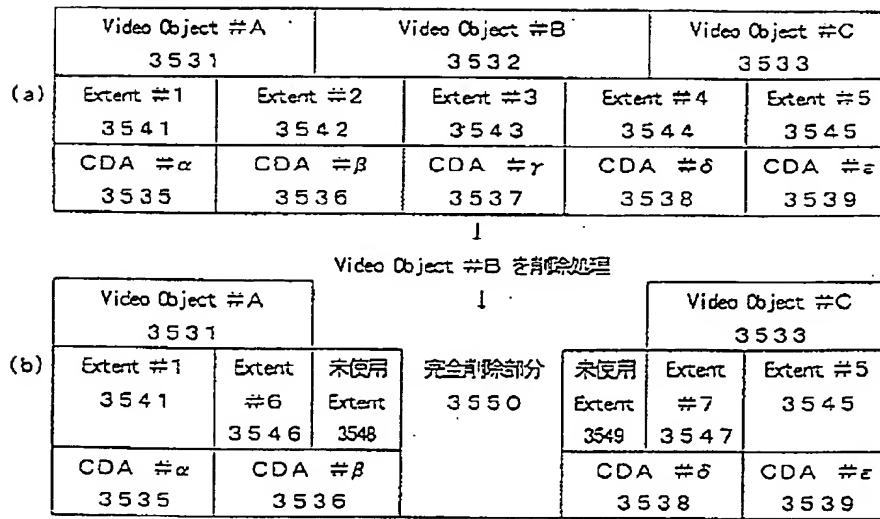 Video Object #A Video Object #B Video Object #C
3531 3532 3533
(a) Extent #1 Extent #2 Extent #3 Extent #4 Extent #5
3541 3542 3543 3544 3545
CDA #α CDA #β CDA #γ CDA #δ CDA #ε
3535 3536 3537 3538 3539
↓
Video Object #B を削除処理
↓
Video Object #A Video Object #C
3531 3533
(b) Extent #1 Extent 未使用 完全削除部分 未使用 Extent Extent #5
3541 #6 Extent 3550 Extent #7 3545
3546 3548 3549 3547
CDA #α CDA #β CDA #δ CDA #ε
3535 3536 3538 3539